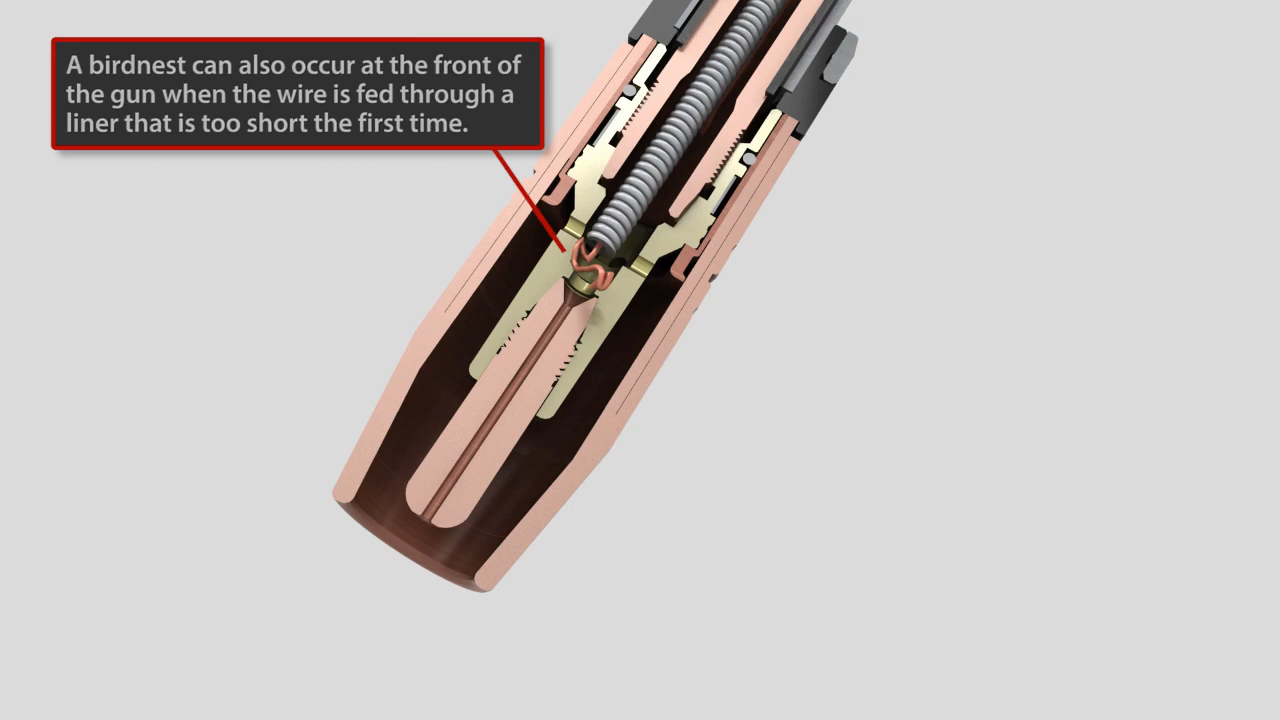 A birdnest can also occur at the front of
the gun when the wire is fed through a
liner that is too short the first time.